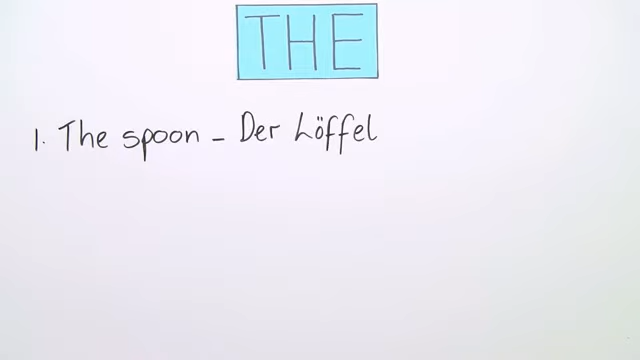 THE
1. The spoon - Der Löffel